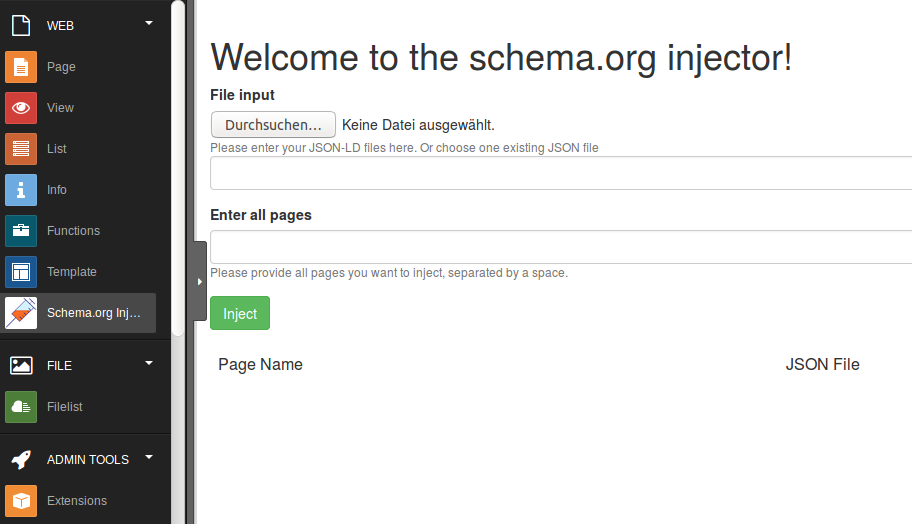 WEB
Page
View
List
Info
Functions
Template
Schema.org Inj...
FILE
Filelist
ADMIN TOOLS
Extensions
Welcome to the schema.org injector!
File input
Durchsuchen... Keine Datei ausgewählt.
Please enter your JSON-LD files here. Or choose one existing JSON file
Enter all pages
Please provide all pages you want to inject, separated by a space.
Inject
Page Name JSON File